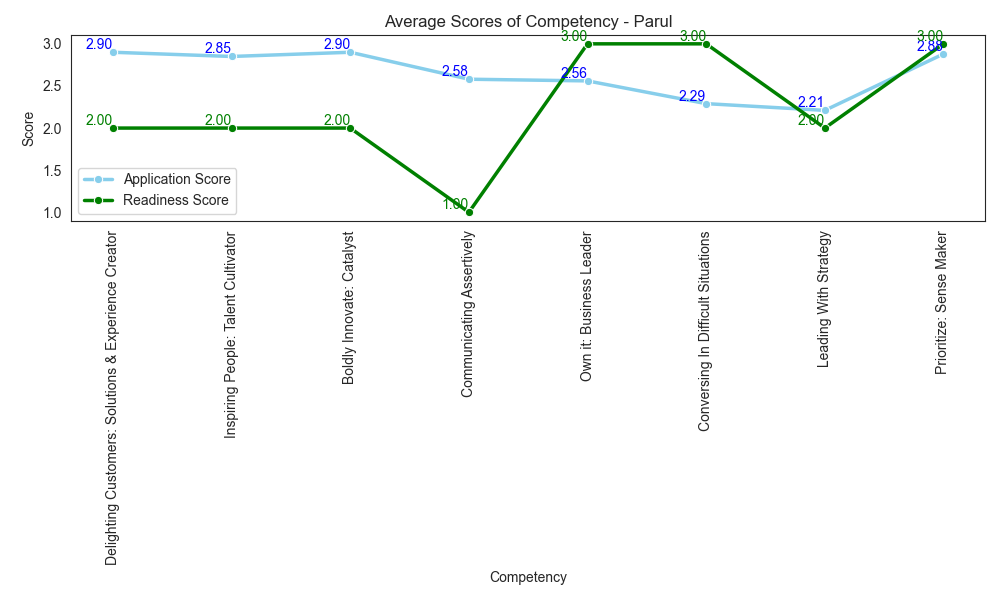 Average Scores of Competency - Parul
Score
3.0
2.5
2.0
1.5
1.0
2.90
2.85
2.90
2.58
2.56
2.29
2.21
2.88
2.00
2.00
2.00
1.00
3.00
3.00
2.00
3.00
Application Score
Readiness Score
Delighting Customers: Solutions & Experience Creator
Inspiring People: Talent Cultivator
Boldly Innovate: Catalyst
Communicating Assertively
Own it: Business Leader
Conversing In Difficult Situations
Leading With Strategy
Prioritize: Sense Maker
Competency